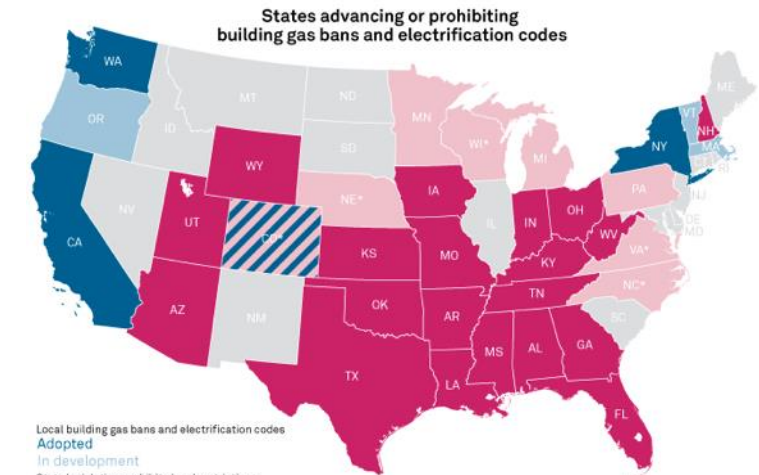 States advancing or prohibiting
building gas bans and electrification codes
WA
MT
ND
ME
OR
MN
VT
ID
SD
WI*
NH
NY
MA
WY
MI
RI
IA
PA
NE*
NJ
NV
OH
IL
IN
DE
UT
MD
CA
WV
KS
MO
VA*
KY
NC*
TN
AZ
OK
NM
AR
SC
MS
AL
GA
TX
LA
FL
Local building gas bans and electrification codes
Adopted
In development